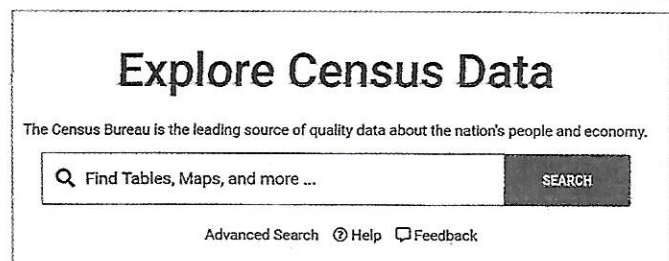 Explore Census Data
The Census Bureau is the leading source of quality data about the nation's people and economy.
Find Tables, Maps, and more ...
SEARCH
Advanced Search Help Feedback